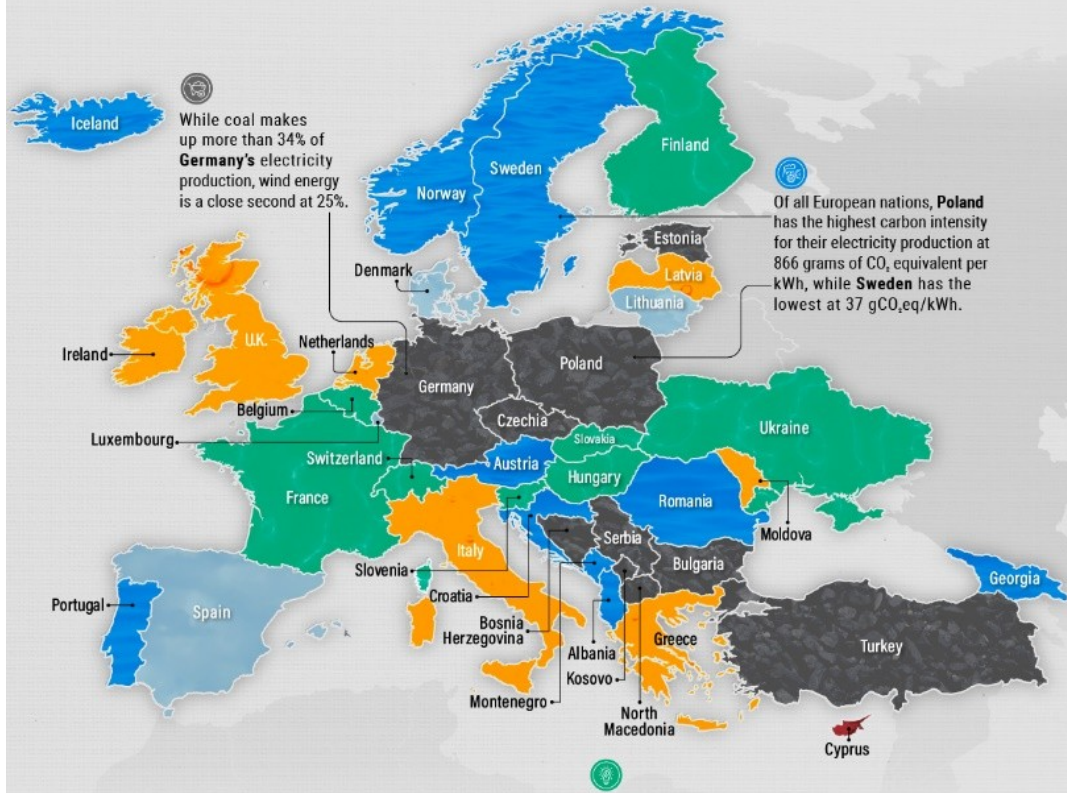 Iceland
While coal makes
up more than 34% of
Germany's electricity
production, wind energy
is a close second at 25%.
Norway
Sweden
Finland
Of all European nations, Poland
has the highest carbon intensity
for their electricity production at
866 grams of CO₂ equivalent per
kWh, while Sweden has the
lowest at 37 gCO₂eq/kWh.
Estonia
Latvia
Lithuania
Denmark
Ireland
U.K.
Netherlands
Germany
Poland
Belgium
Czechia
Luxembourg
Slovakia
Ukraine
Switzerland
Austria
Hungary
France
Romania
Moldova
Italy
Serbia
Slovenia
Bulgaria
Georgia
Portugal
Spain
Croatia
Bosnia
Herzegovina
Albania
Greece
Turkey
Kosovo
Montenegro
North
Macedonia
Cyprus